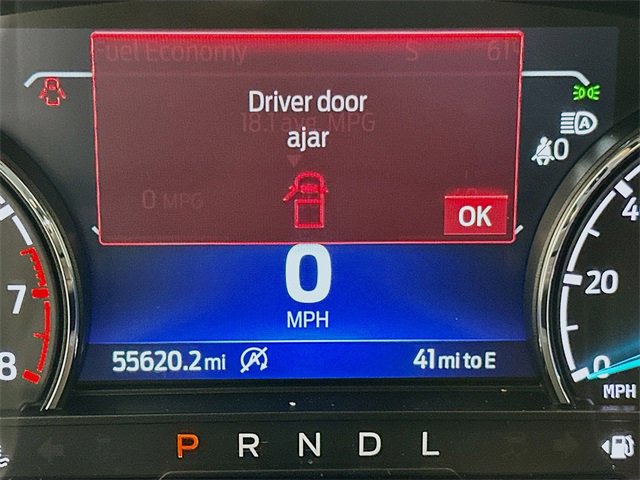 Fuel Economy S 61°
Driver door
18.1 avg. MPG
ajar
0
0 MPG
OK
0
MPH
4
7
20
8
0
55620.2 mi
41 mi to E
MPH
P R N D L